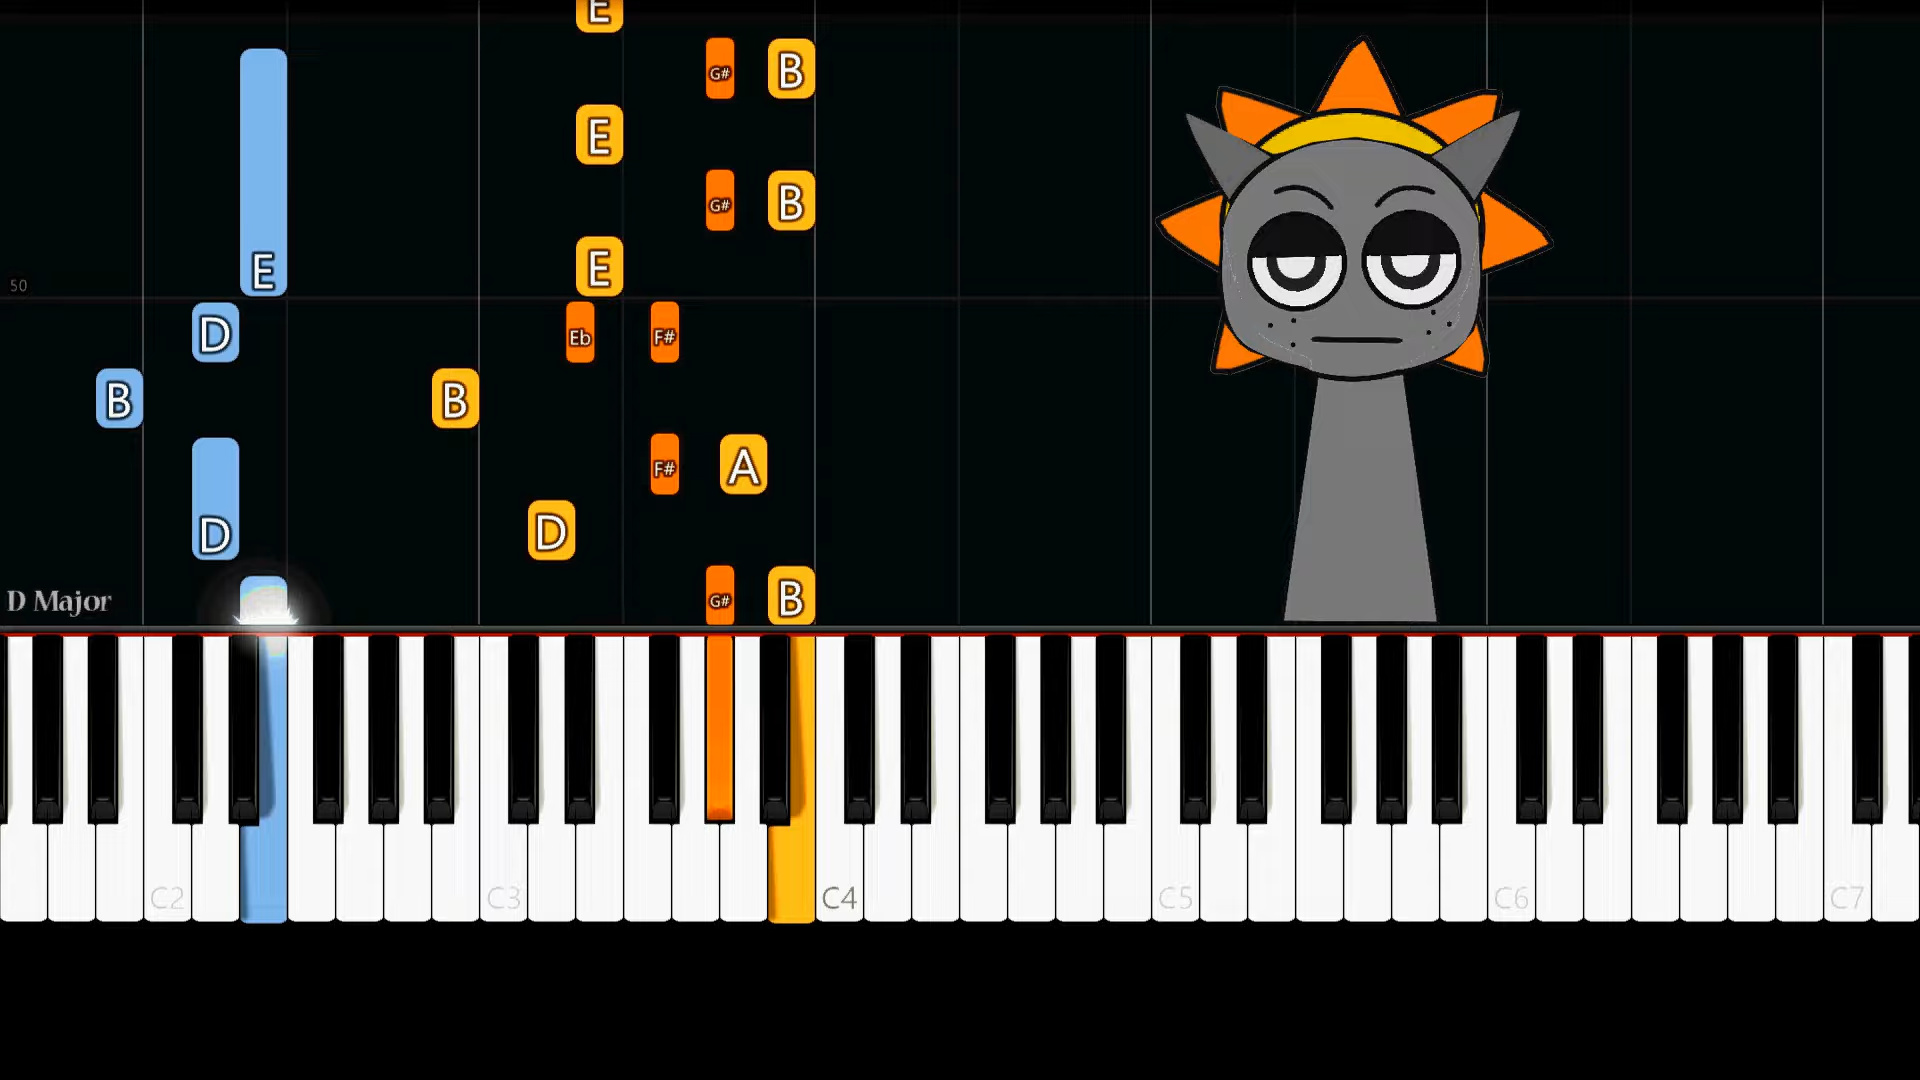 E
G# B
E
G# B
E E
50
D Eb F#
B B
F# A
D D
D Major G# B
C2 C3 C4 C5 C6 C7